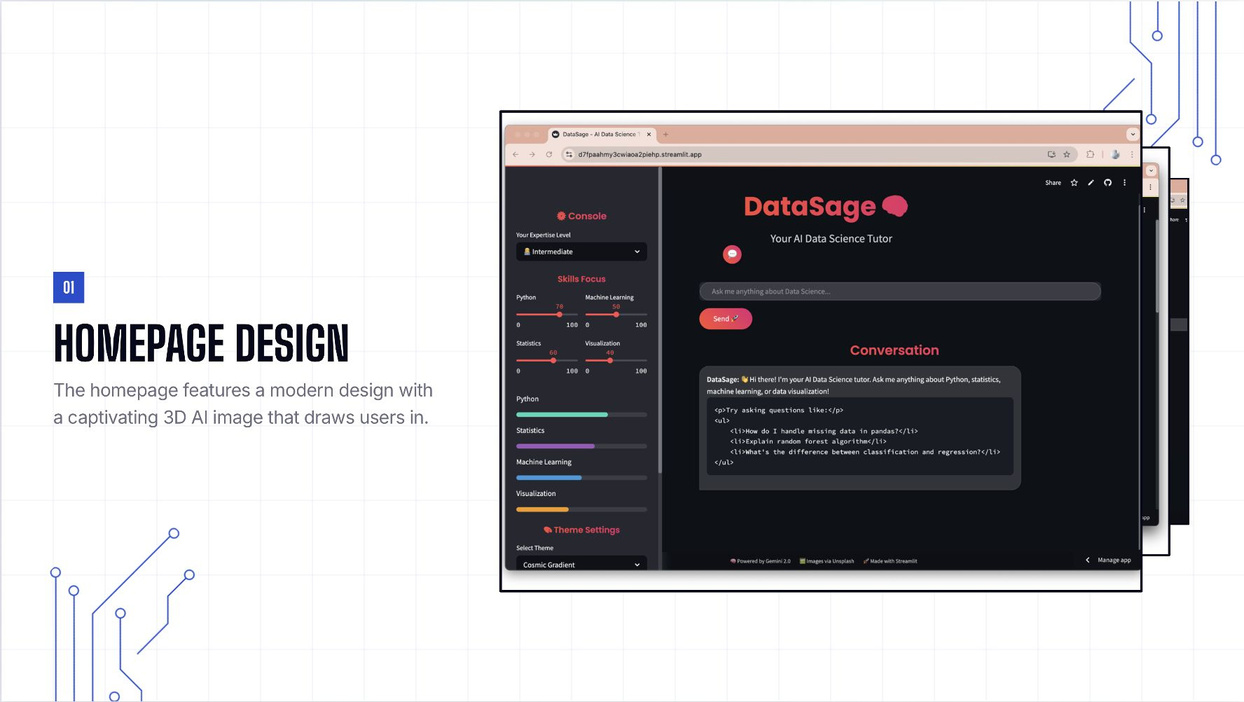 01
HOMEPAGE DESIGN
The homepage features a modern design with
a captivating 3D AI image that draws users in.
DataSage - AI Data Science T
d7fpaahmy3cwiaoa2piehp.streamlit.app
Share
Console
Your Expertise Level
Intermediate
Skills Focus
Python Machine Learning
70 50
0 100 0 100
Statistics Visualization
60 40
0 100 0 100
Python
Statistics
Machine Learning
Visualization
Theme Settings
Select Theme
Cosmic Gradient
DataSage
Your AI Data Science Tutor
Ask me anything about Data Science...
Send
Conversation
DataSage: 👋 Hi there! I'm your AI Data Science tutor. Ask me anything about Python, statistics,
machine learning, or data visualization!
<p>Try asking questions like:</p>
<ul>
<li>How do I handle missing data in pandas?</li>
<li>Explain random forest algorithm</li>
<li>What's the difference between classification and regression?</li>
</ul>
Powered by Gemini 2.0 Images via Unsplash Made with Streamlit
Manage app